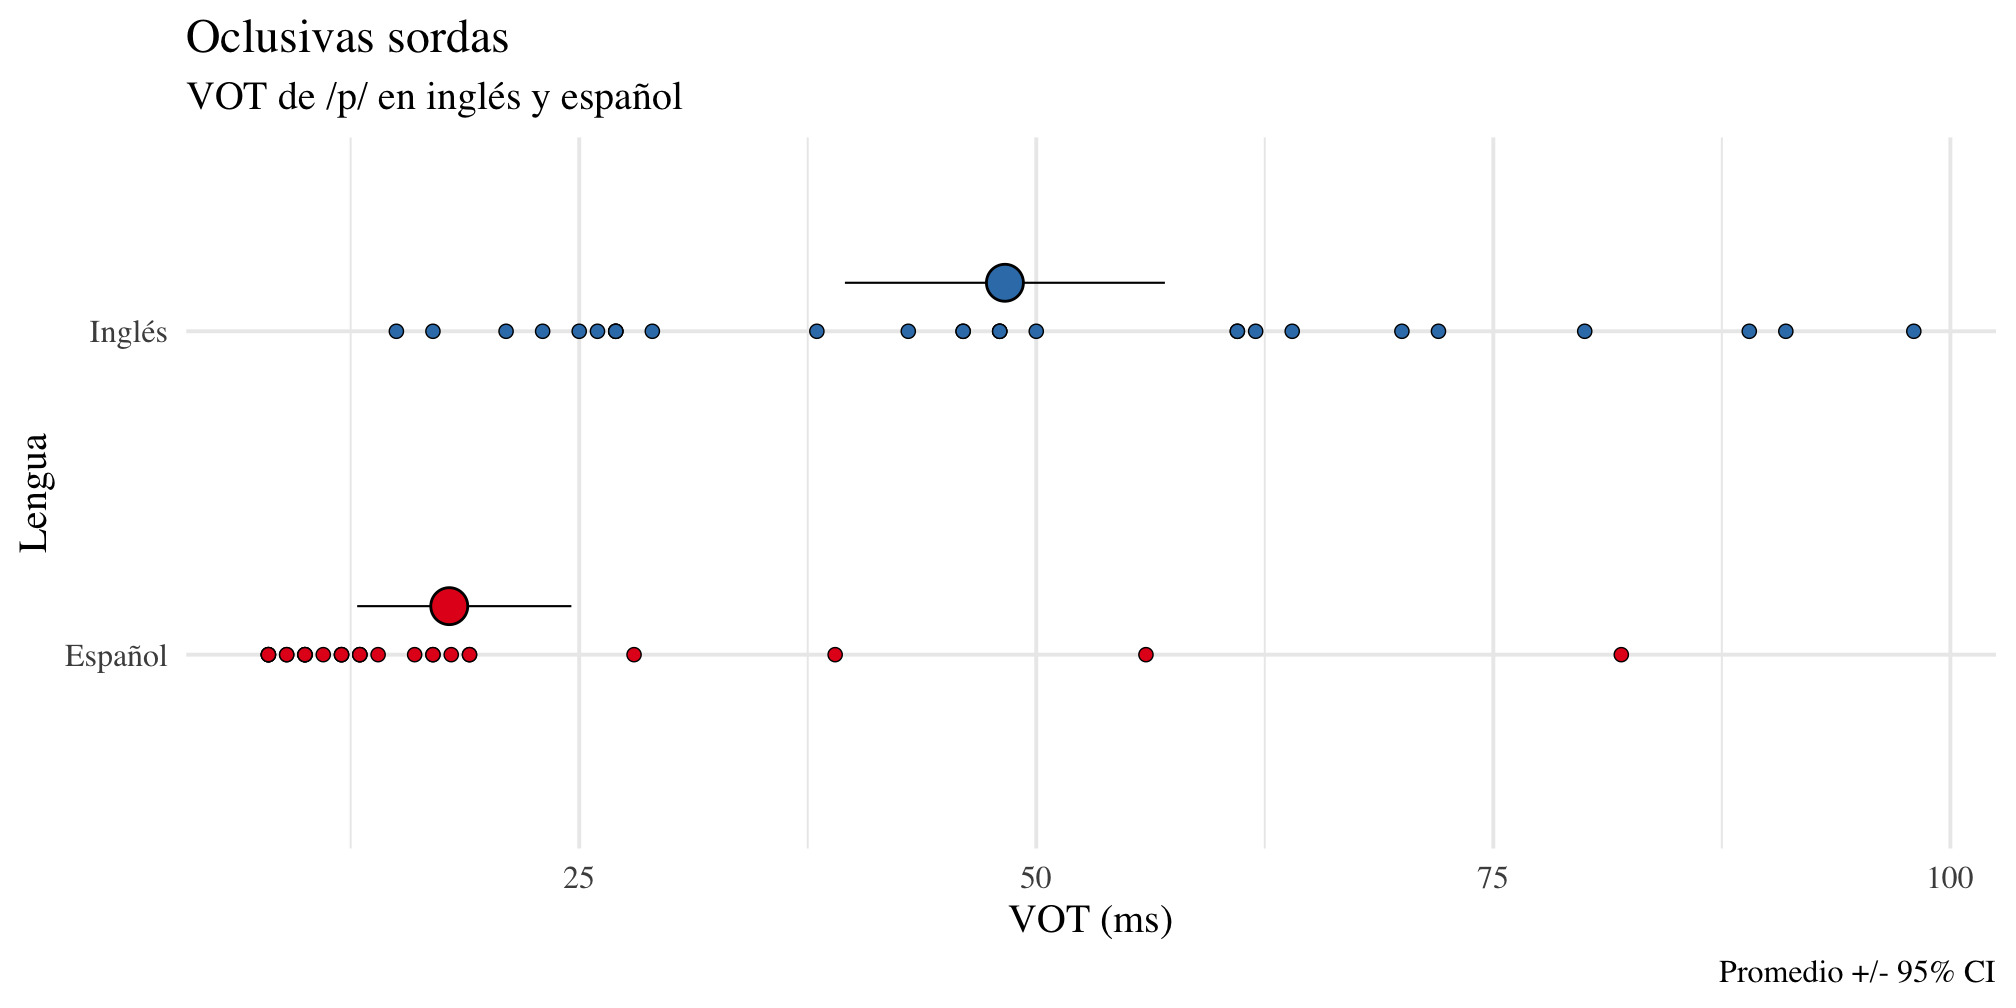 Oclusivas sordas
VOT de /p/ en inglés y español
Lengua
Inglés
Español
25 50 75 100
VOT (ms)
Promedio +/- 95% CI